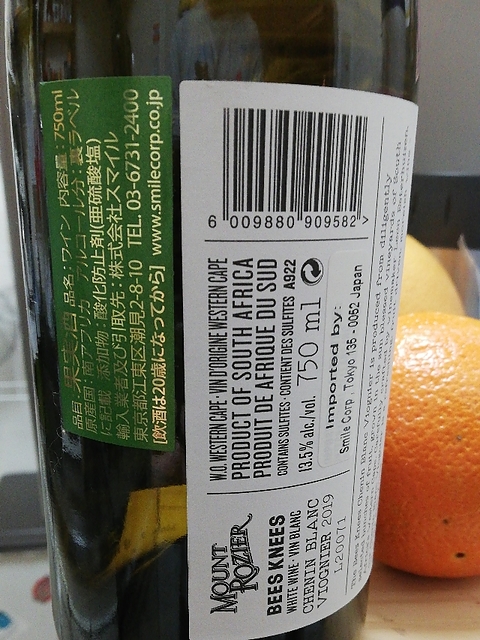 品目:果実酒 品名:ワイン 内容量:750ml
原産国:南アフリカ アルコール分:裏ラベル
に記載 添加物:酸化防止剤(亜硫酸塩)
輸入業者及び引取先:株式会社スマイル
東京都江東区潮見2-8-10 TEL. 03-6731-2400
[飲酒は20歳になってから] www.smilecorp.co.jp
6 009880 909582 >
W.O. WESTERN CAPE · VIN D'ORIGINE WESTERN CAPE
PRODUCT OF SOUTH AFRICA
PRODUIT DE AFRIQUE DU SUD
CONTAINS SULFITES · CONTIENT DES SULFITES A922
13.5% alc./vol. 750 ml
Imported by:
Smile Corp. Tokyo 135 - 0052 Japan
MOUNT
ROZIER
BEES KNEES
WHITE WINE · VIN BLANC
CHENIN BLANC
VIOGNIER 2019
L20071
The Bees Knees Chenin Blanc Viognier is produced from diligently